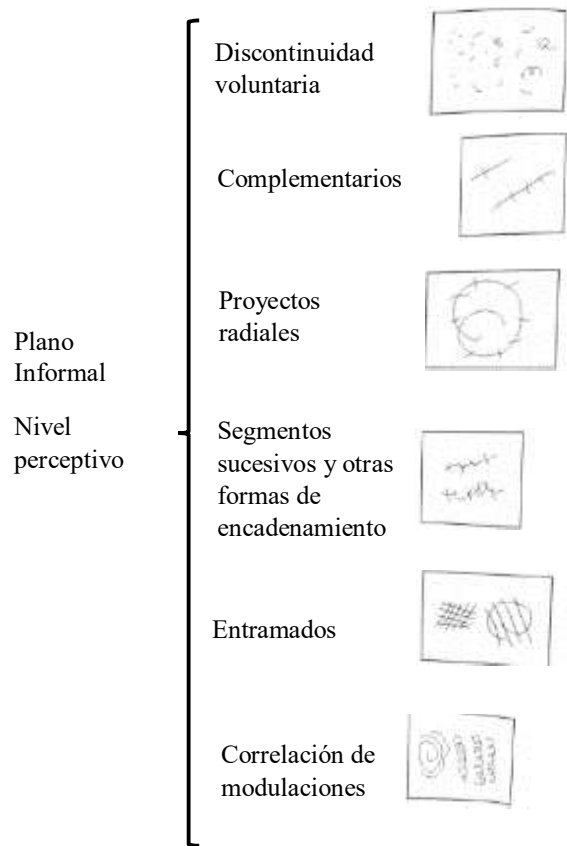 Plano
Informal
Nivel
perceptivo
Discontinuidad
voluntaria
Complementarios
Proyectos
radiales
Segmentos
sucesivos y otras
formas de
encadenamiento
Entramados
Correlación de
modulaciones